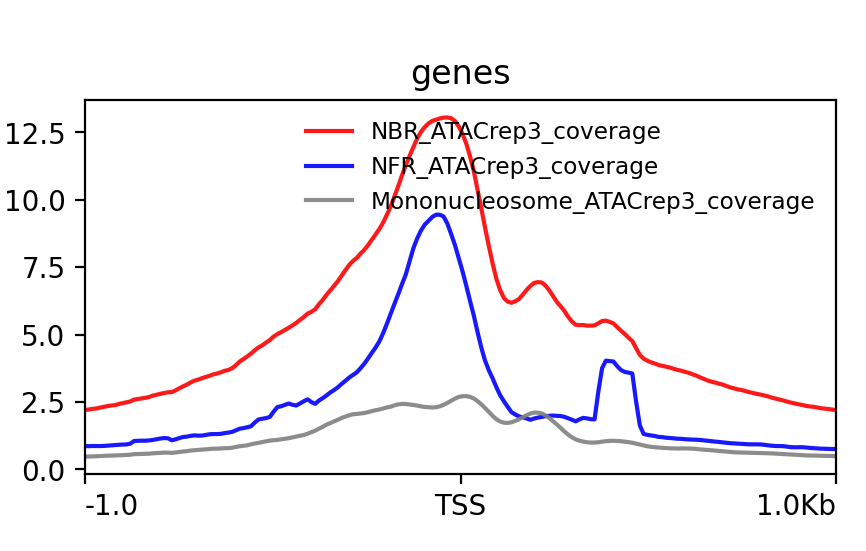 genes
12.5
10.0
7.5
5.0
2.5
0.0
NBR_ATACrep3_coverage
NFR_ATACrep3_coverage
Mononucleosome_ATACrep3_coverage
-1.0 TSS 1.0Kb